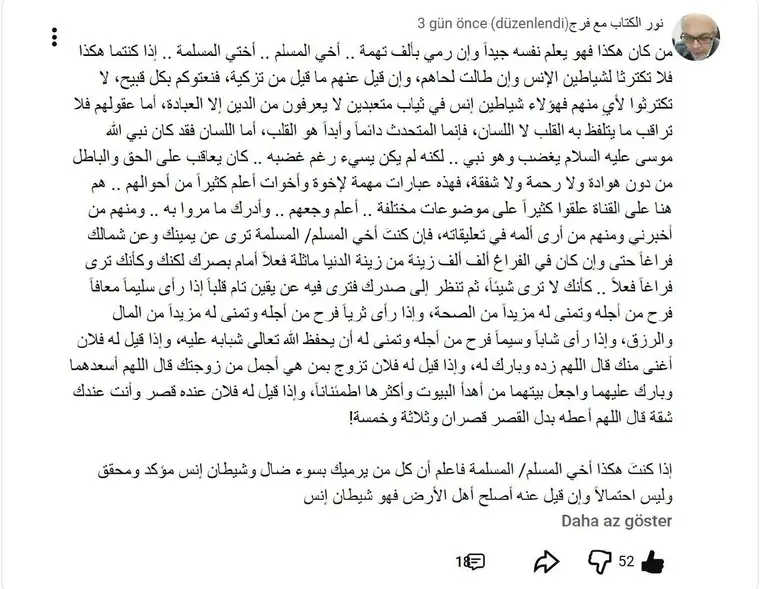 نور الكتاب مع فرج 3 gün önce (düzenlendi)
من كان هكذا فهو يعلم نفسه جيداً وإن رمي بألف تهمة .. أخي المسلم .. أختي المسلمة .. إذا كنتما هكذا
فلا تكترثا لشياطين الإنس وإن طالت لحاهم، وإن قيل عنهم ما قيل من تزكية، فنعتوكم بكل قبيح، لا
تكترثوا لأي منهم فهؤلاء شياطين إنس في ثياب متعبدين لا يعرفون من الدين إلا العبادة، أما عقولهم فلا
تراقب ما يتلفظ به القلب لا اللسان، فإنما المتحدث دائماً وأبداً هو القلب، أما اللسان فقد كان نبي الله
موسى عليه السلام يغضب وهو نبي .. لكنه لم يكن يسيء رغم غضبه .. كان يعاقب على الحق والباطل
من دون هوادة ولا رحمة ولا شفقة، فهذه عبارات مهمة لإخوة وأخوات أعلم كثيراً من أحوالهم .. هم
هنا على القناة علقوا كثيراً على موضوعات مختلفة .. أعلم وجعهم .. وأدرك ما مروا به .. ومنهم من
أخبرني ومنهم من أرى ألمه في تعليقاته، فإن كنتَ أخي المسلم/ المسلمة ترى عن يمينك وعن شمالك
فراغاً حتى وإن كان في الفراغ ألف ألف زينة من زينة الدنيا ماثلة فعلاً أمام بصرك لكنك وكأنك ترى
فراغاً فعلاً .. كأنك لا ترى شيئاً، ثم تنظر إلى صدرك فترى فيه عن يقين تام قلباً إذا رأى سليماً معافاً
فرح من أجله وتمنى له مزيداً من الصحة، وإذا رأى ثرياً فرح من أجله وتمنى له مزيداً من المال
والرزق، وإذا رأى شاباً وسيماً فرح من أجله وتمنى له أن يحفظ الله تعالى شبابه عليه، وإذا قيل له فلان
أغنى منك قال اللهم زده وبارك له، وإذا قيل له فلان تزوج بمن هي أجمل من زوجتك قال اللهم أسعدهما
وبارك عليهما واجعل بيتهما من أهدأ البيوت وأكثرها اطمئناناً، وإذا قيل له فلان عنده قصر وأنت عندك
شقة قال اللهم أعطه بدل القصر قصران وثلاثة وخمسة!
إذا كنتَ هكذا أخي المسلم/ المسلمة فاعلم أن كل من يرميك بسوء ضال وشيطان إنس مؤكد ومحقق
وليس احتمالاً وإن قيل عنه أصلح أهل الأرض فهو شيطان إنس
Daha az göster
52 18